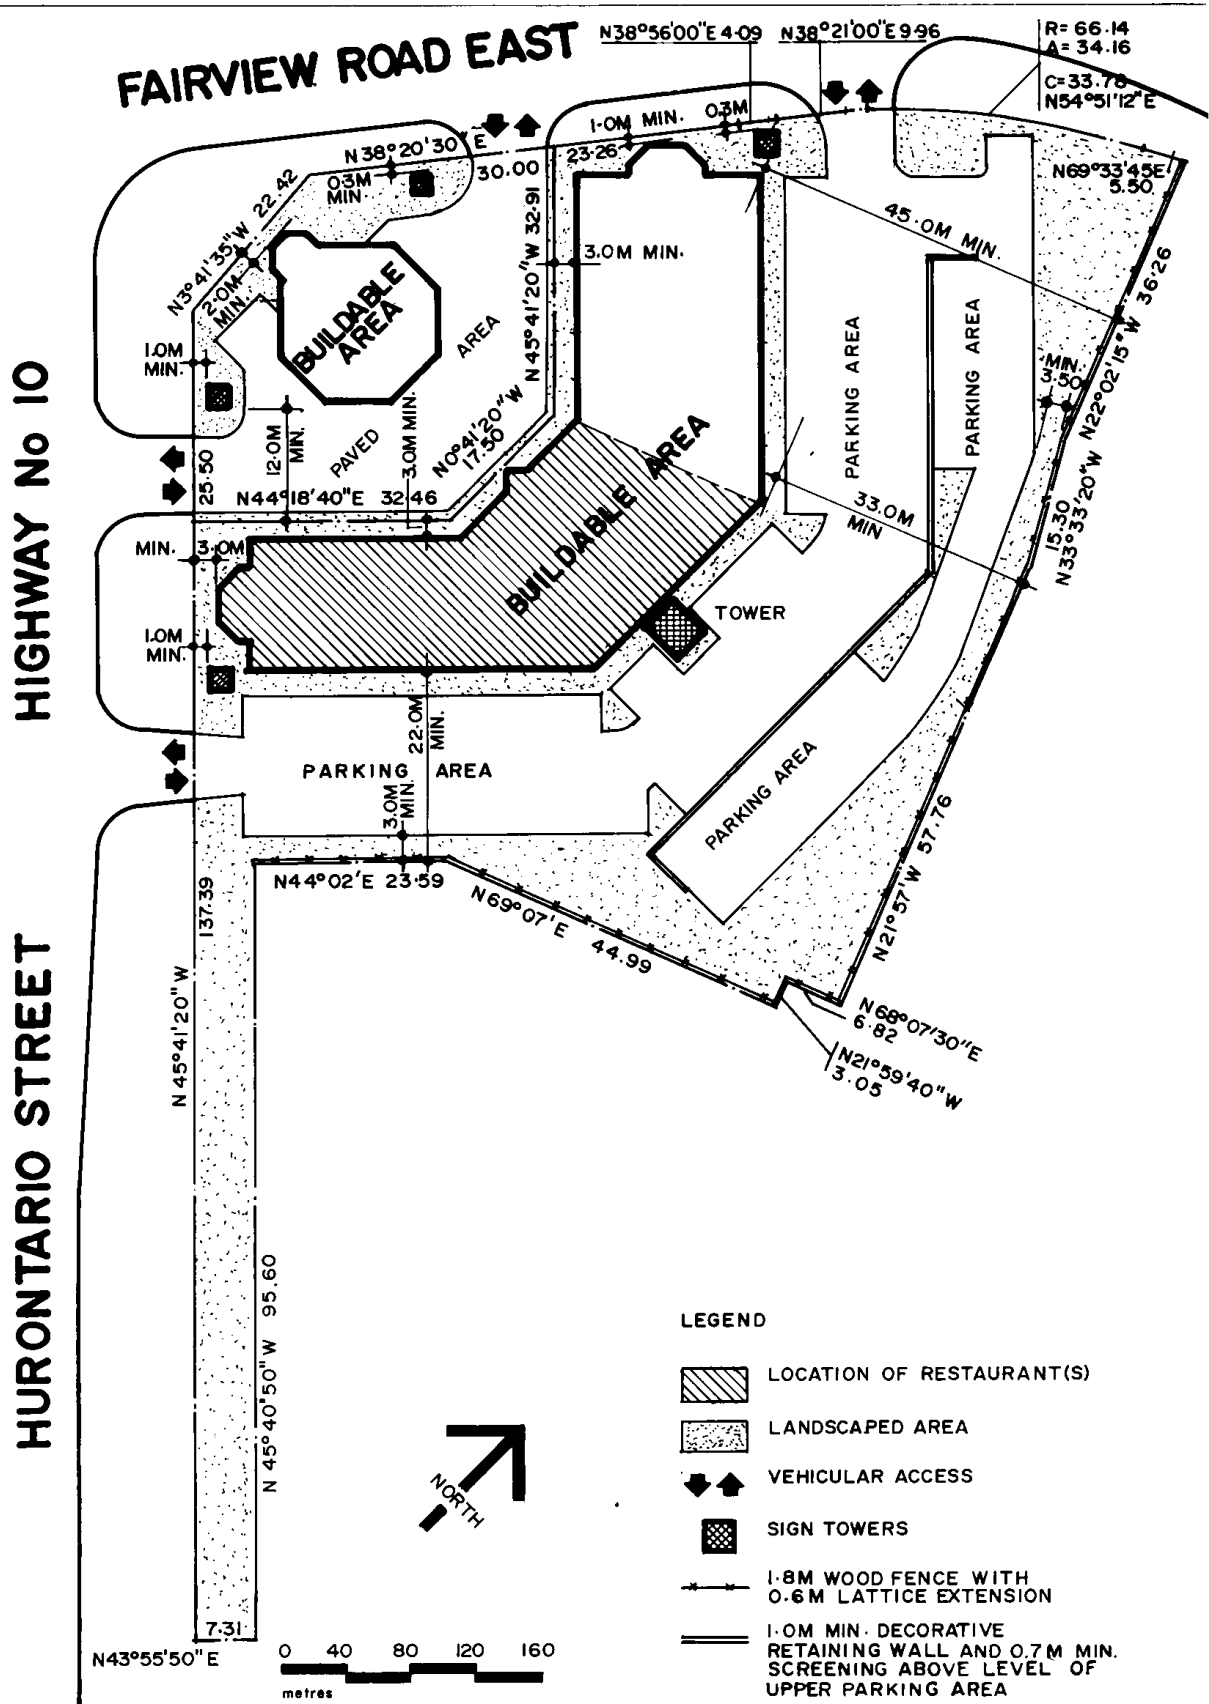 FAIRVIEW ROAD EAST
N38°56'00"E 4.09
N38°21'00"E 9.96
R= 66.14
A= 34.16
C=33.78
N54°51'12"E
N38°20'30"E
30.00
1.0M MIN.
0.3M
23.26
0.3M
MIN.
N69°33'45E
5.50
N3°41'35"W 22.42
2.0M
MIN.
45.0M MIN.
N45°41'20"W 32.91
3.0M MIN.
N22°02'15"W 36.26
BUILDABLE
AREA
PAVED
AREA
1.0M
MIN.
MIN.
3.50
PARKING AREA
PARKING AREA
HIGHWAY No 10
25.50
12.0M
MIN.
3.0M MIN.
N0°41'20"W
17.50
N44°18'40"E 32.46
BUILDABLE AREA
33.0M
MIN
15.30
N33°33'20"W
MIN. 3.0M
1.0M
MIN.
TOWER
22.0M
MIN.
PARKING AREA
3.0M
MIN.
PARKING AREA
N44°02'E 23.59
N69°07'E 44.99
N21°57'W 57.76
N68°07'30"E
6.82
N21°59'40"W
3.05
137.39
N45°41'20"W
HURONTARIO STREET
N45°40'50"W 95.60
7.31
N43°55'50"E
NORTH
0 40 80 120 160
metres
LEGEND
LOCATION OF RESTAURANT(S)
LANDSCAPED AREA
VEHICULAR ACCESS
SIGN TOWERS
1.8M WOOD FENCE WITH
0.6M LATTICE EXTENSION
1.0M MIN. DECORATIVE
RETAINING WALL AND 0.7M MIN.
SCREENING ABOVE LEVEL OF
UPPER PARKING AREA